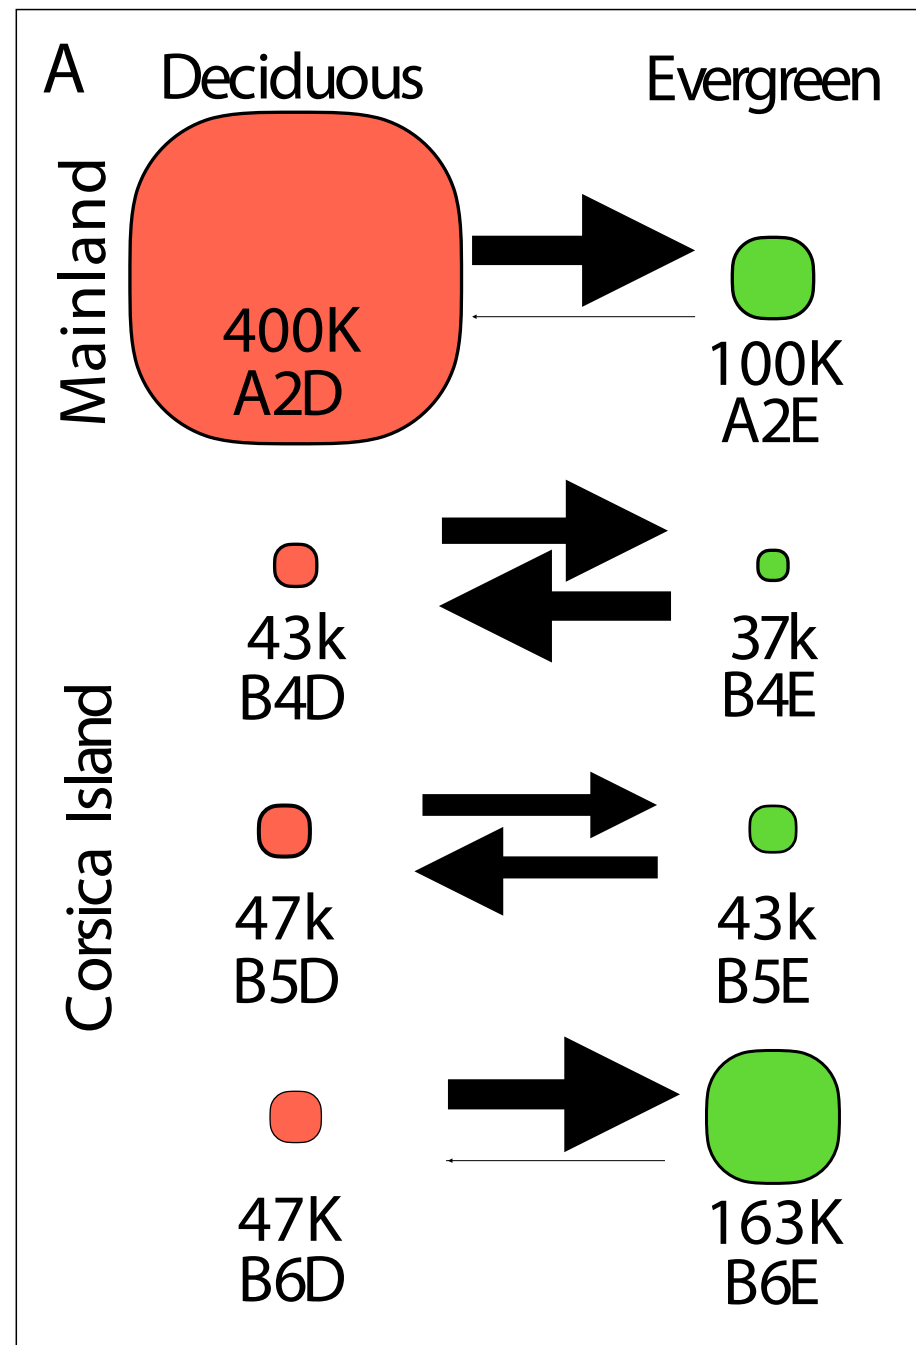 A
Deciduous
Evergreen
Mainland
400K
A2D
100K
A2E
Corsica Island
43k
B4D
37k
B4E
47k
B5D
43k
B5E
47K
B6D
163K
B6E